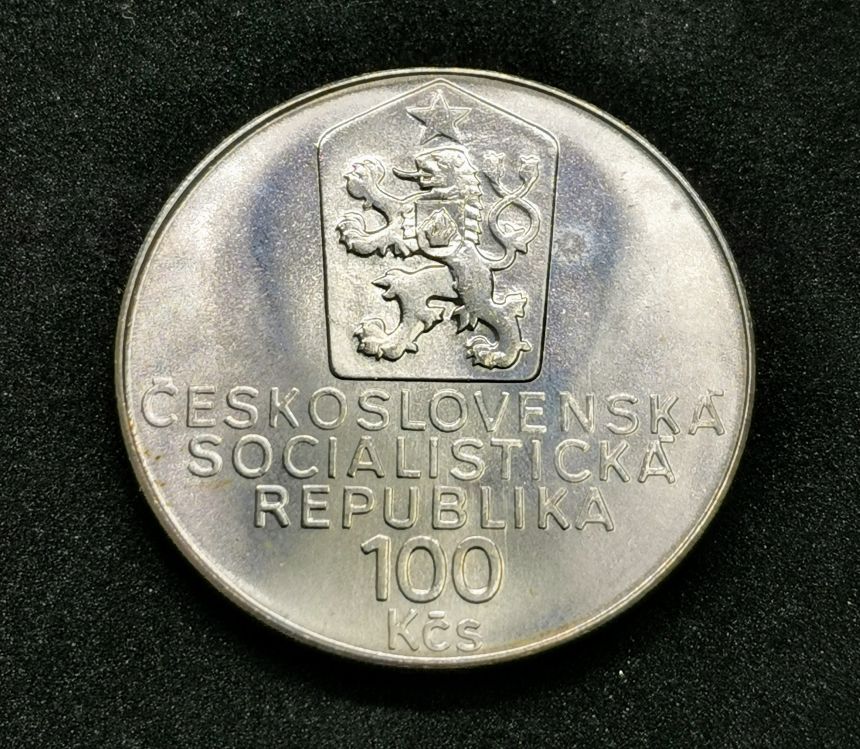 ČESKOSLOVENSKÁ
SOCIALISTICKÁ
REPUBLIKA
100
Kčs